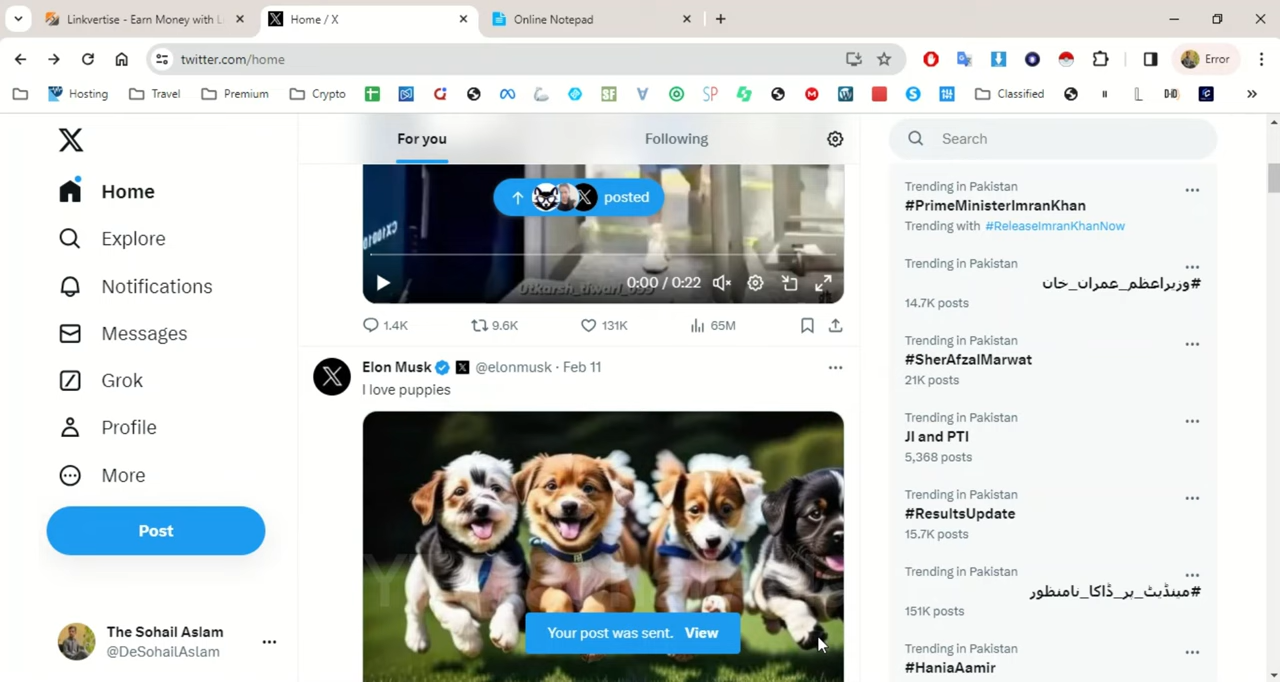 Linkvertise - Earn Money with L
Home / X
Online Notepad
twitter.com/home
Error
Hosting
Travel
Premium
Crypto
Classified
For you
Following
Search
Home
Explore
Notifications
Messages
Grok
Profile
More
Post
The Sohail Aslam
@DeSohailAslam
posted
0:00 / 0:22
1.4K
9.6K
131K
65M
Elon Musk @elonmusk · Feb 11
I love puppies
Your post was sent. View
Trending in Pakistan
#PrimeMinisterImranKhan
Trending with #ReleaseImranKhanNow
Trending in Pakistan
#وزیراعظم_عمران_خان
14.7K posts
Trending in Pakistan
#SherAfzalMarwat
21K posts
Trending in Pakistan
JI and PTI
5,368 posts
Trending in Pakistan
#ResultsUpdate
15.7K posts
Trending in Pakistan
#مینڈیٹ_پر_ڈاکا_نامنظور
151K posts
Trending in Pakistan
#HaniaAamir